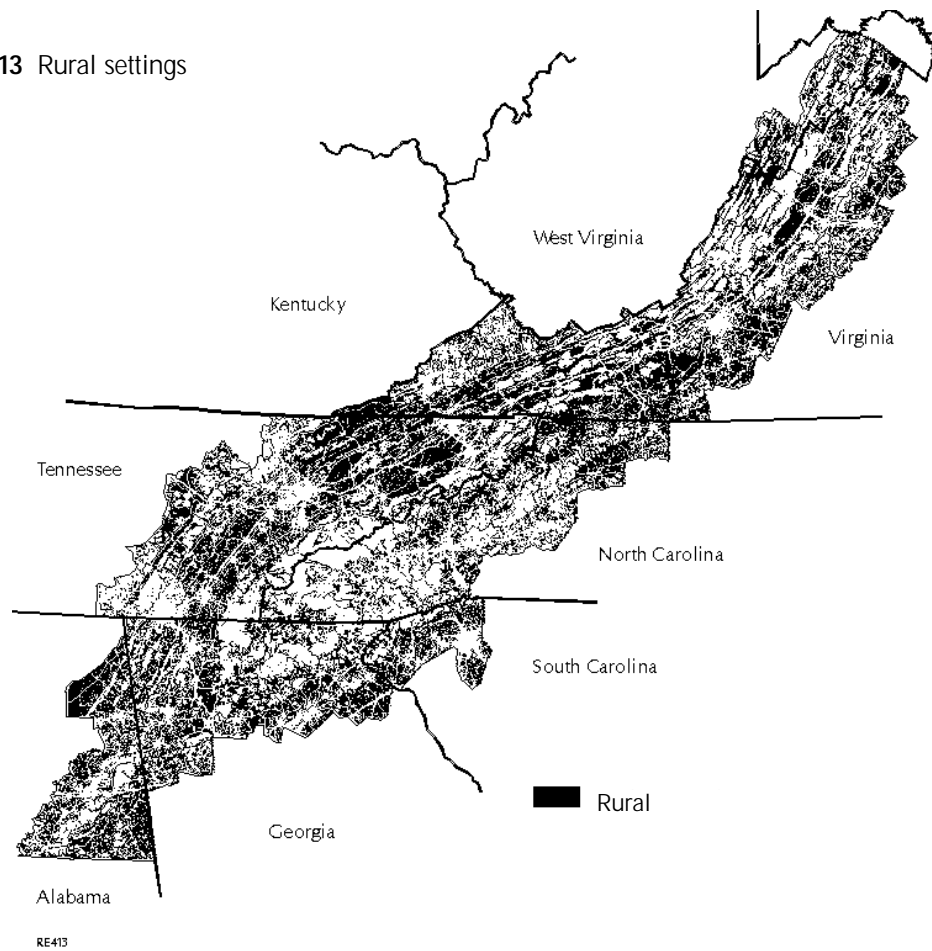 13 Rural settings
West Virginia
Kentucky
Virginia
Tennessee
North Carolina
South Carolina
Rural
Georgia
Alabama
RE413